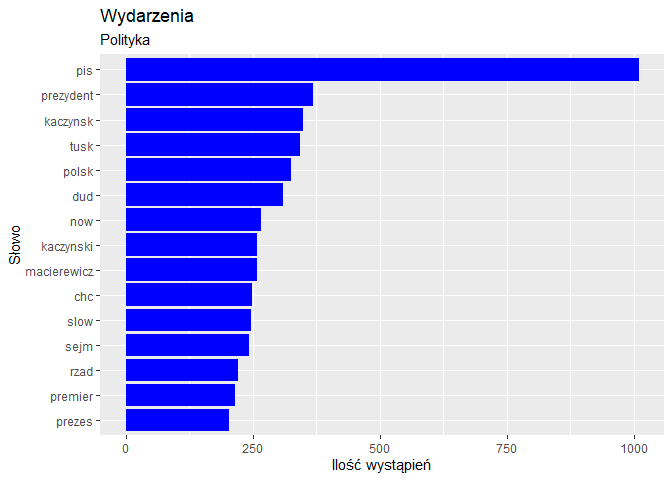 Wydarzenia
Polityka
pis
prezydent
kaczynsk
tusk
polsk
dud
now
kaczynski
macierewicz
chc
slow
sejm
rzad
premier
prezes
Słowo
0 250 500 750 1000
Ilość wystąpień